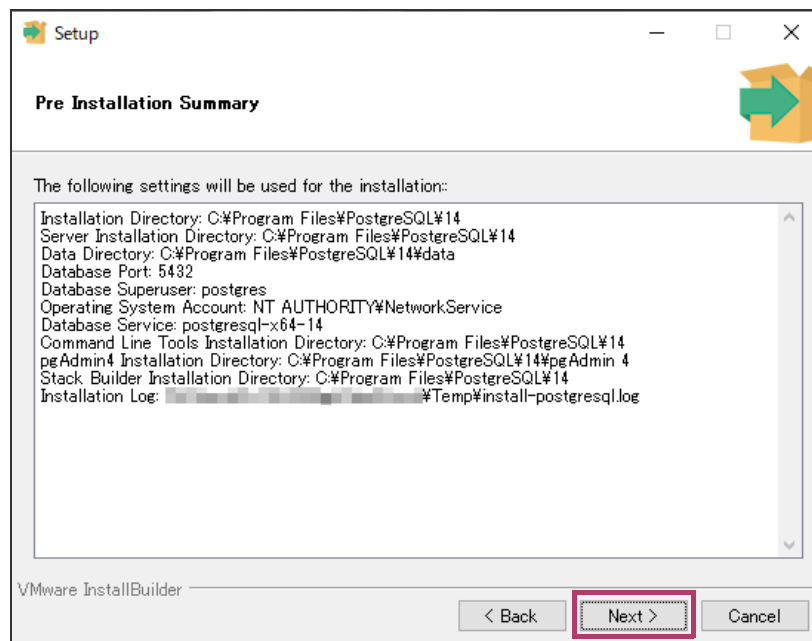 Setup
Pre Installation Summary
The following settings will be used for the installation::
Installation Directory: C:¥Program Files¥PostgreSQL¥14
Server Installation Directory: C:¥Program Files¥PostgreSQL¥14
Data Directory: C:¥Program Files¥PostgreSQL¥14¥data
Database Port: 5432
Database Superuser: postgres
Operating System Account: NT AUTHORITY¥NetworkService
Database Service: postgresql-x64-14
Command Line Tools Installation Directory: C:¥Program Files¥PostgreSQL¥14
pgAdmin4 Installation Directory: C:¥Program Files¥PostgreSQL¥14¥pgAdmin 4
Stack Builder Installation Directory: C:¥Program Files¥PostgreSQL¥14
Installation Log: ¥Temp¥install-postgresql.log
VMware InstallBuilder
< Back Next > Cancel